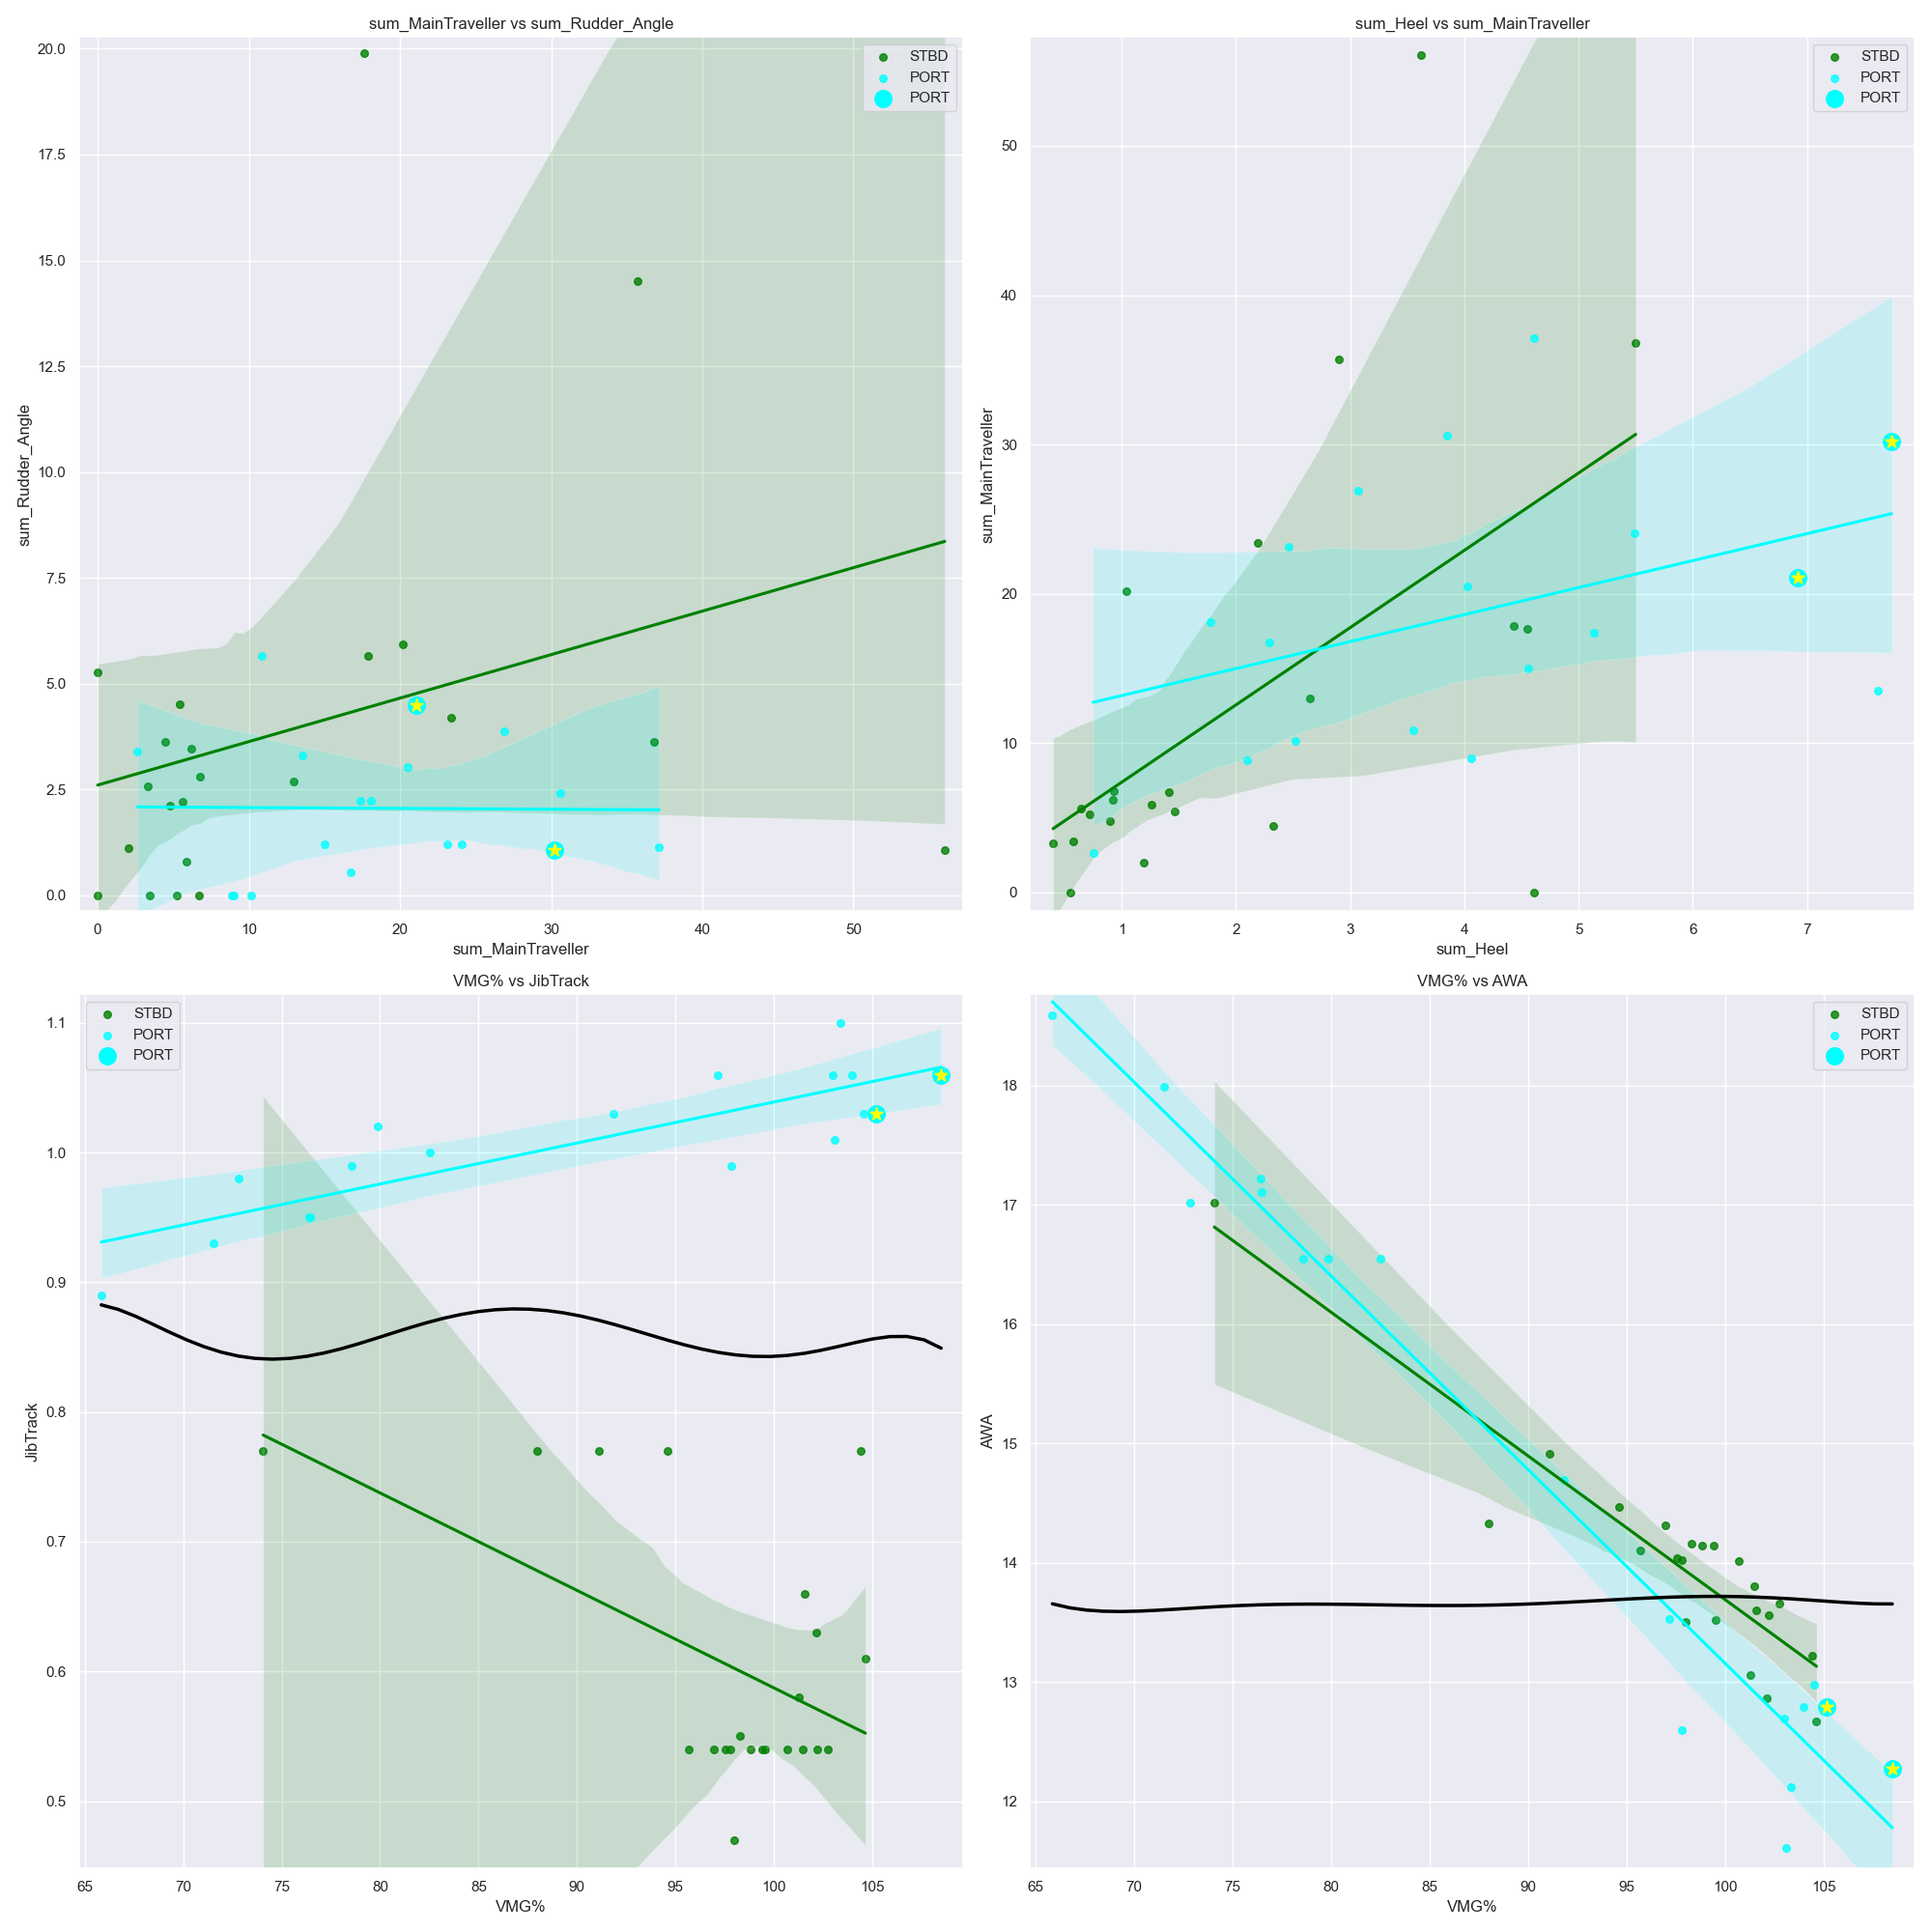 sum_MainTraveller vs sum_Rudder_Angle
STBD
PORT
PORT
20.0
17.5
15.0
12.5
10.0
7.5
5.0
2.5
0.0
sum_Rudder_Angle
0 10 20 30 40 50
sum_MainTraveller
sum_Heel vs sum_MainTraveller
STBD
PORT
PORT
50
40
30
20
10
0
sum_MainTraveller
1 2 3 4 5 6 7
sum_Heel
VMG% vs JibTrack
STBD
PORT
PORT
1.1
1.0
0.9
0.8
0.7
0.6
0.5
JibTrack
65 70 75 80 85 90 95 100 105
VMG%
VMG% vs AWA
STBD
PORT
PORT
18
17
16
15
14
13
12
AWA
65 70 75 80 85 90 95 100 105
VMG%